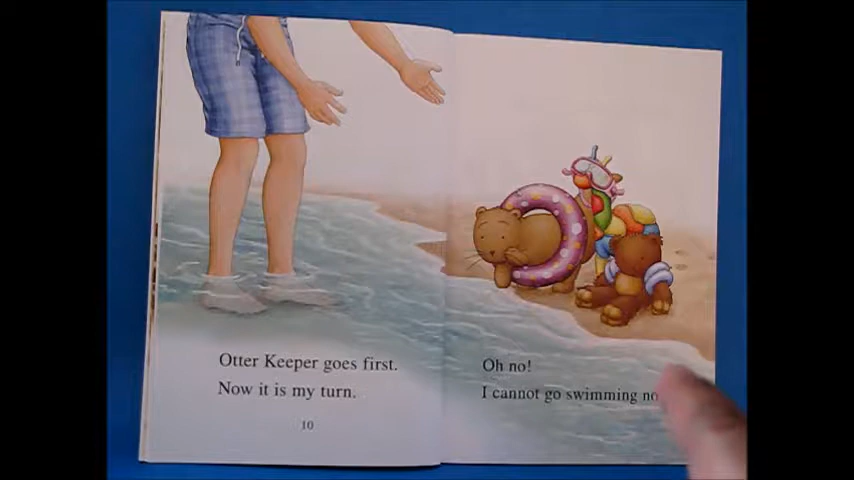 Otter Keeper goes first.
Now it is my turn.
10
Oh no!
I cannot go swimming